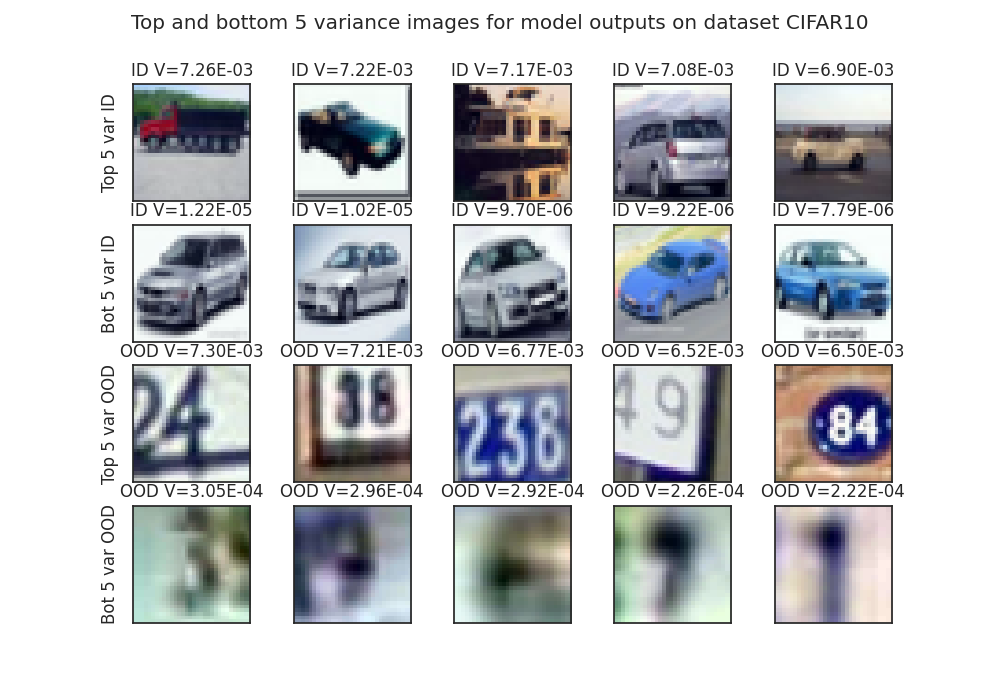 Top and bottom 5 variance images for model outputs on dataset CIFAR10
ID V=7.26E-03 ID V=7.22E-03 ID V=7.17E-03 ID V=7.08E-03 ID V=6.90E-03
Top 5 var ID
ID V=1.22E-05 ID V=1.02E-05 ID V=9.70E-06 ID V=9.22E-06 ID V=7.79E-06
Bot 5 var ID
(or similar)
OOD V=7.30E-03 OOD V=7.21E-03 OOD V=6.77E-03 OOD V=6.52E-03 OOD V=6.50E-03
Top 5 var OOD
24 38 238 49 84
OOD V=3.05E-04 OOD V=2.96E-04 OOD V=2.92E-04 OOD V=2.26E-04 OOD V=2.22E-04
Bot 5 var OOD
3 7 1